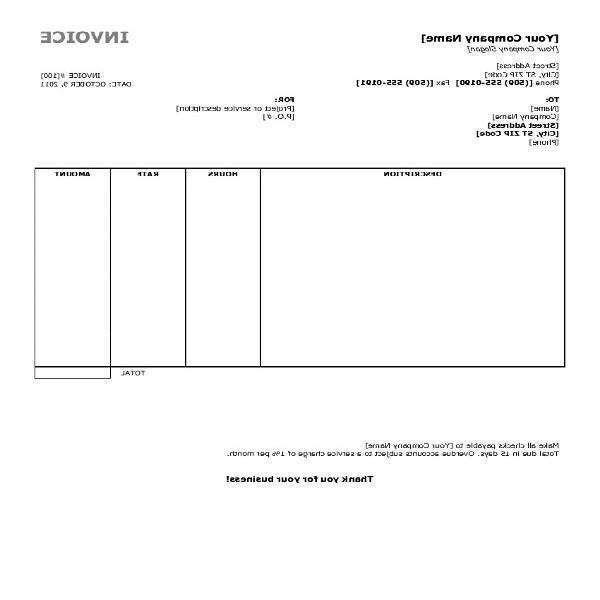 [Your Company Name]
INVOICE
[Your Company Slogan]
[Street Address]
[City, ST ZIP Code]
INVOICE #[100]
Phone [(509) 555-0190] Fax [(509) 555-0191]
DATE: OCTOBER 9, 2011
TO:
FOR:
[Name]
[Project or service description]
[Company Name]
[P.O. #]
[Street Address]
[City, ST ZIP Code]
[Phone]
DESCRIPTION HOURS RATE AMOUNT
TOTAL
Make all checks payable to [Your Company Name]
Total due in 15 days. Overdue accounts subject to a service charge of 1% per month.
Thank you for your business!